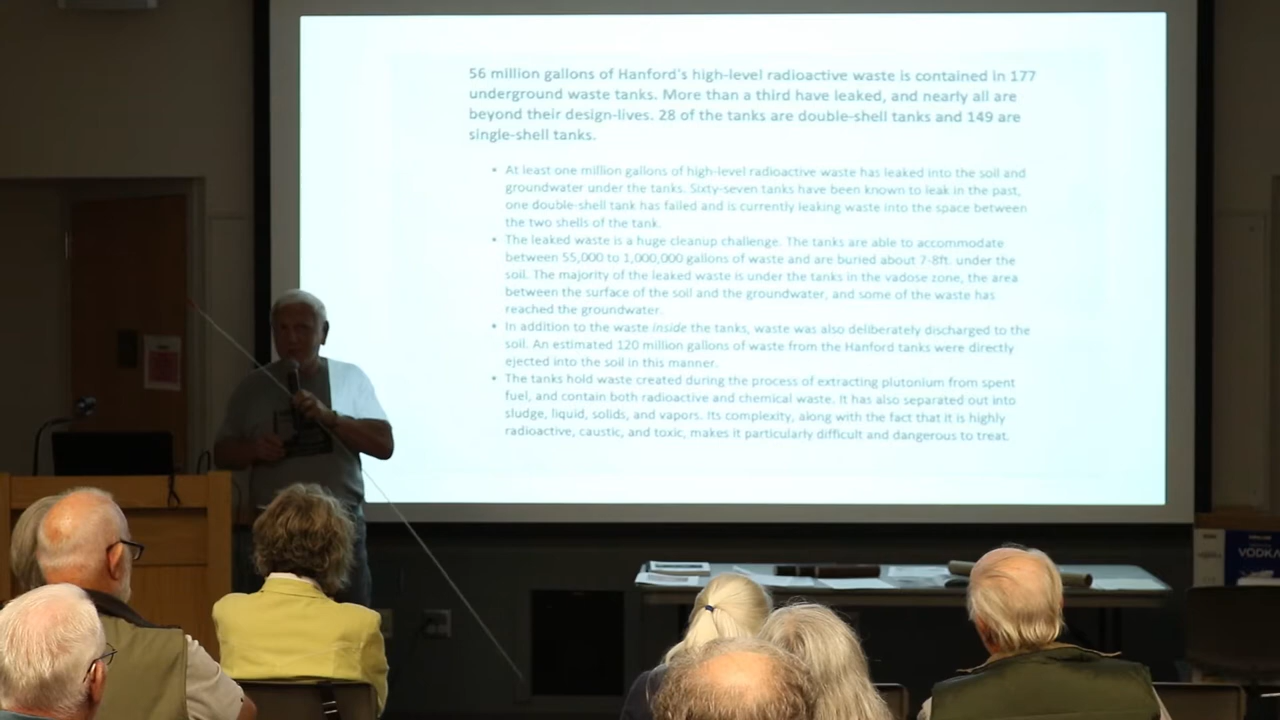 56 million gallons of Hanford's high-level radioactive waste is contained in 177
underground waste tanks. More than a third have leaked, and nearly all are
beyond their design-lives. 28 of the tanks are double-shell tanks and 149 are
single-shell tanks.
• At least one million gallons of high-level radioactive waste has leaked into the soil and
groundwater under the tanks. Sixty-seven tanks have been known to leak in the past,
one double-shell tank has failed and is currently leaking waste into the space between
the two shells of the tank.
• The leaked waste is a huge cleanup challenge. The tanks are able to accommodate
between 55,000 to 1,000,000 gallons of waste and are buried about 7-8ft. under the
soil. The majority of the leaked waste is under the tanks in the vadose zone, the area
between the surface of the soil and the groundwater, and some of the waste has
reached the groundwater.
• In addition to the waste inside the tanks, waste was also deliberately discharged to the
soil. An estimated 120 million gallons of waste from the Hanford tanks were directly
ejected into the soil in this manner.
• The tanks hold waste created during the process of extracting plutonium from spent
fuel, and contain both radioactive and chemical waste. It has also separated out into
sludge, liquid, solids, and vapors. Its complexity, along with the fact that it is highly
radioactive, caustic, and toxic, makes it particularly difficult and dangerous to treat.
VODKA